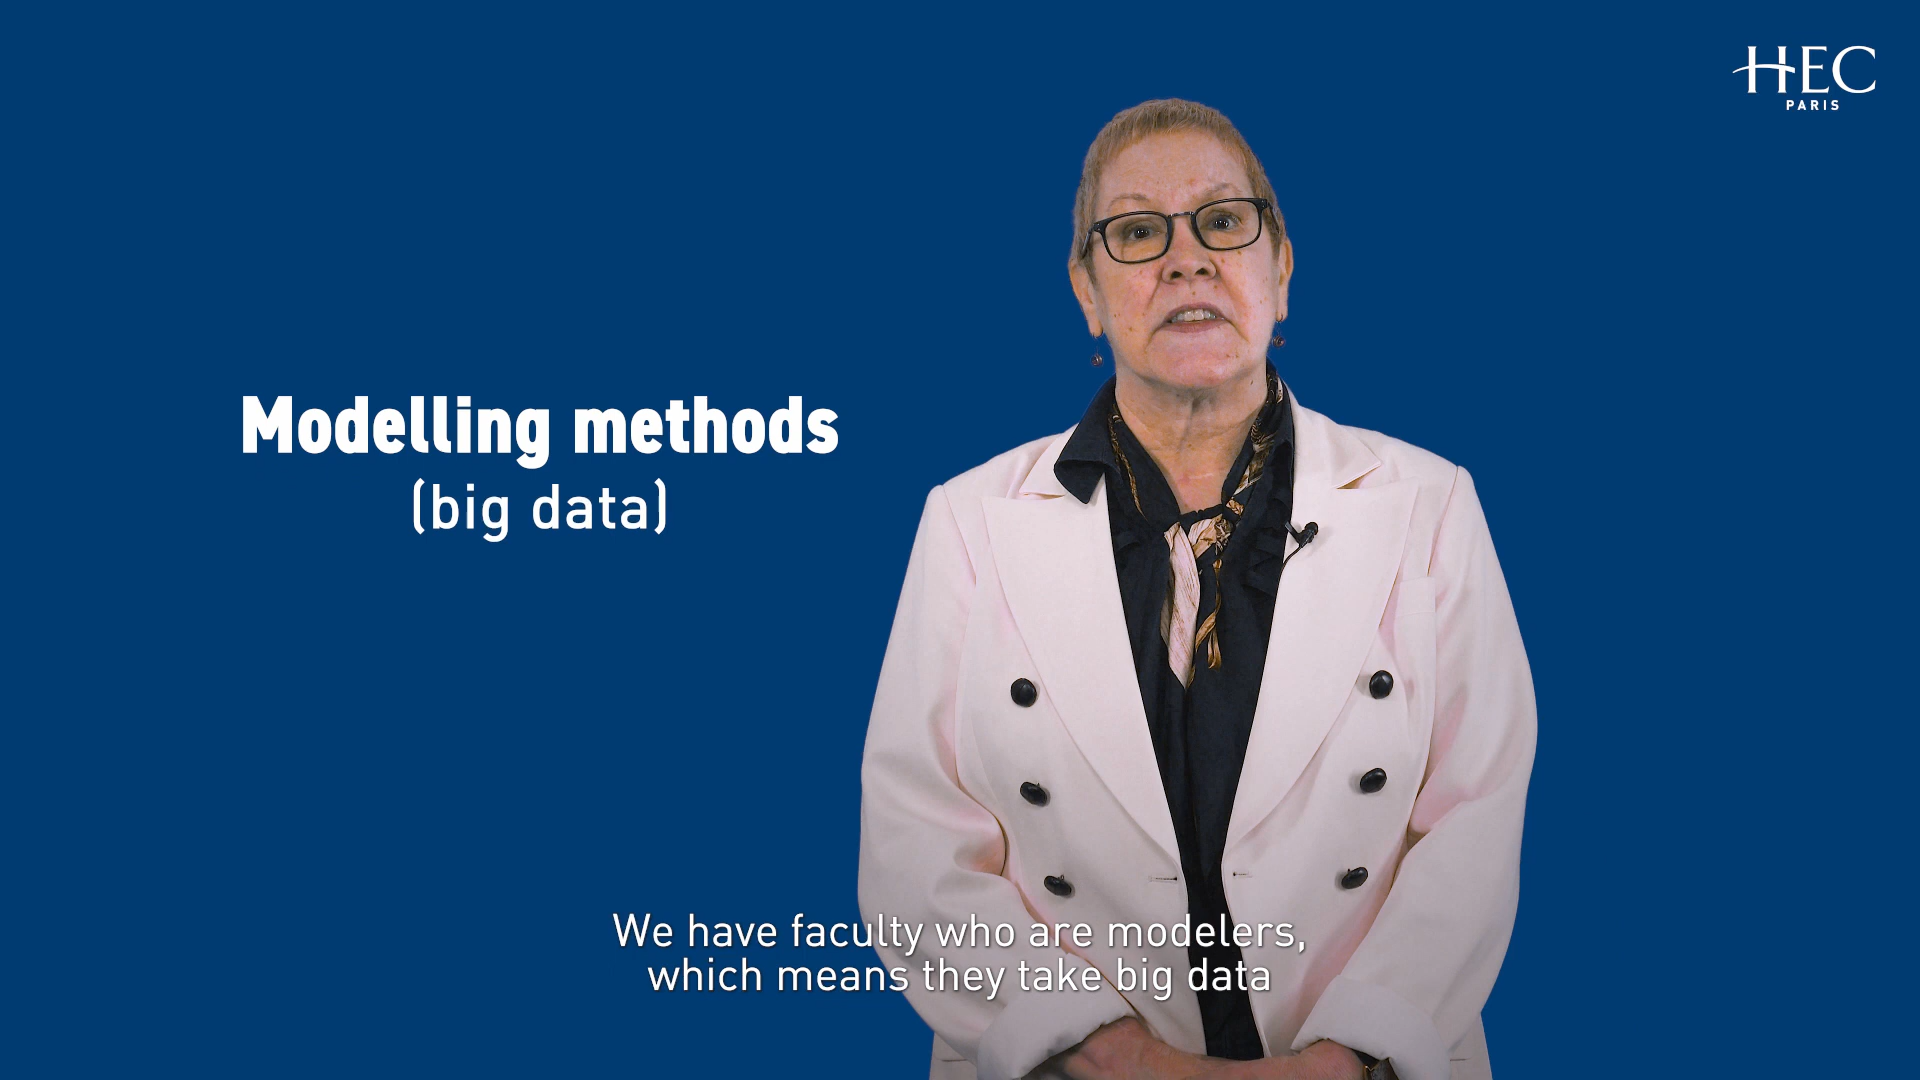 HEC
PARIS
Modelling methods
(big data)
We have faculty who are modelers,
which means they take big data